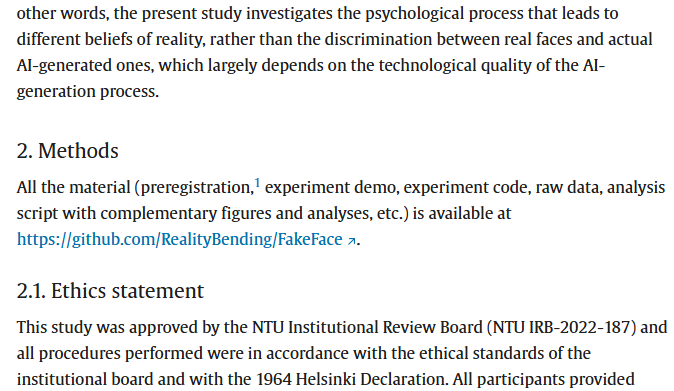 other words, the present study investigates the psychological process that leads to
different beliefs of reality, rather than the discrimination between real faces and actual
AI-generated ones, which largely depends on the technological quality of the AI-
generation process.
2. Methods
All the material (preregistration,1 experiment demo, experiment code, raw data, analysis
script with complementary figures and analyses, etc.) is available at
https://github.com/RealityBending/FakeFace ↗.
2.1. Ethics statement
This study was approved by the NTU Institutional Review Board (NTU IRB-2022-187) and
all procedures performed were in accordance with the ethical standards of the
institutional board and with the 1964 Helsinki Declaration. All participants provided